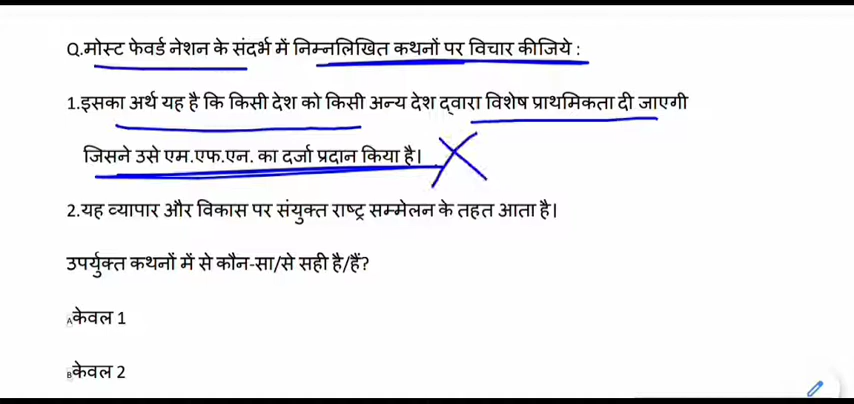 Q.मोस्ट फेवर्ड नेशन के संदर्भ में निम्नलिखित कथनों पर विचार कीजिये :
1.इसका अर्थ यह है कि किसी देश को किसी अन्य देश द्वारा विशेष प्राथमिकता दी जाएगी
जिसने उसे एम.एफ.एन. का दर्जा प्रदान किया है।
2.यह व्यापार और विकास पर संयुक्त राष्ट्र सम्मेलन के तहत आता है।
उपर्युक्त कथनों में से कौन-सा/से सही है/हैं?
Aकेवल 1
Bकेवल 2